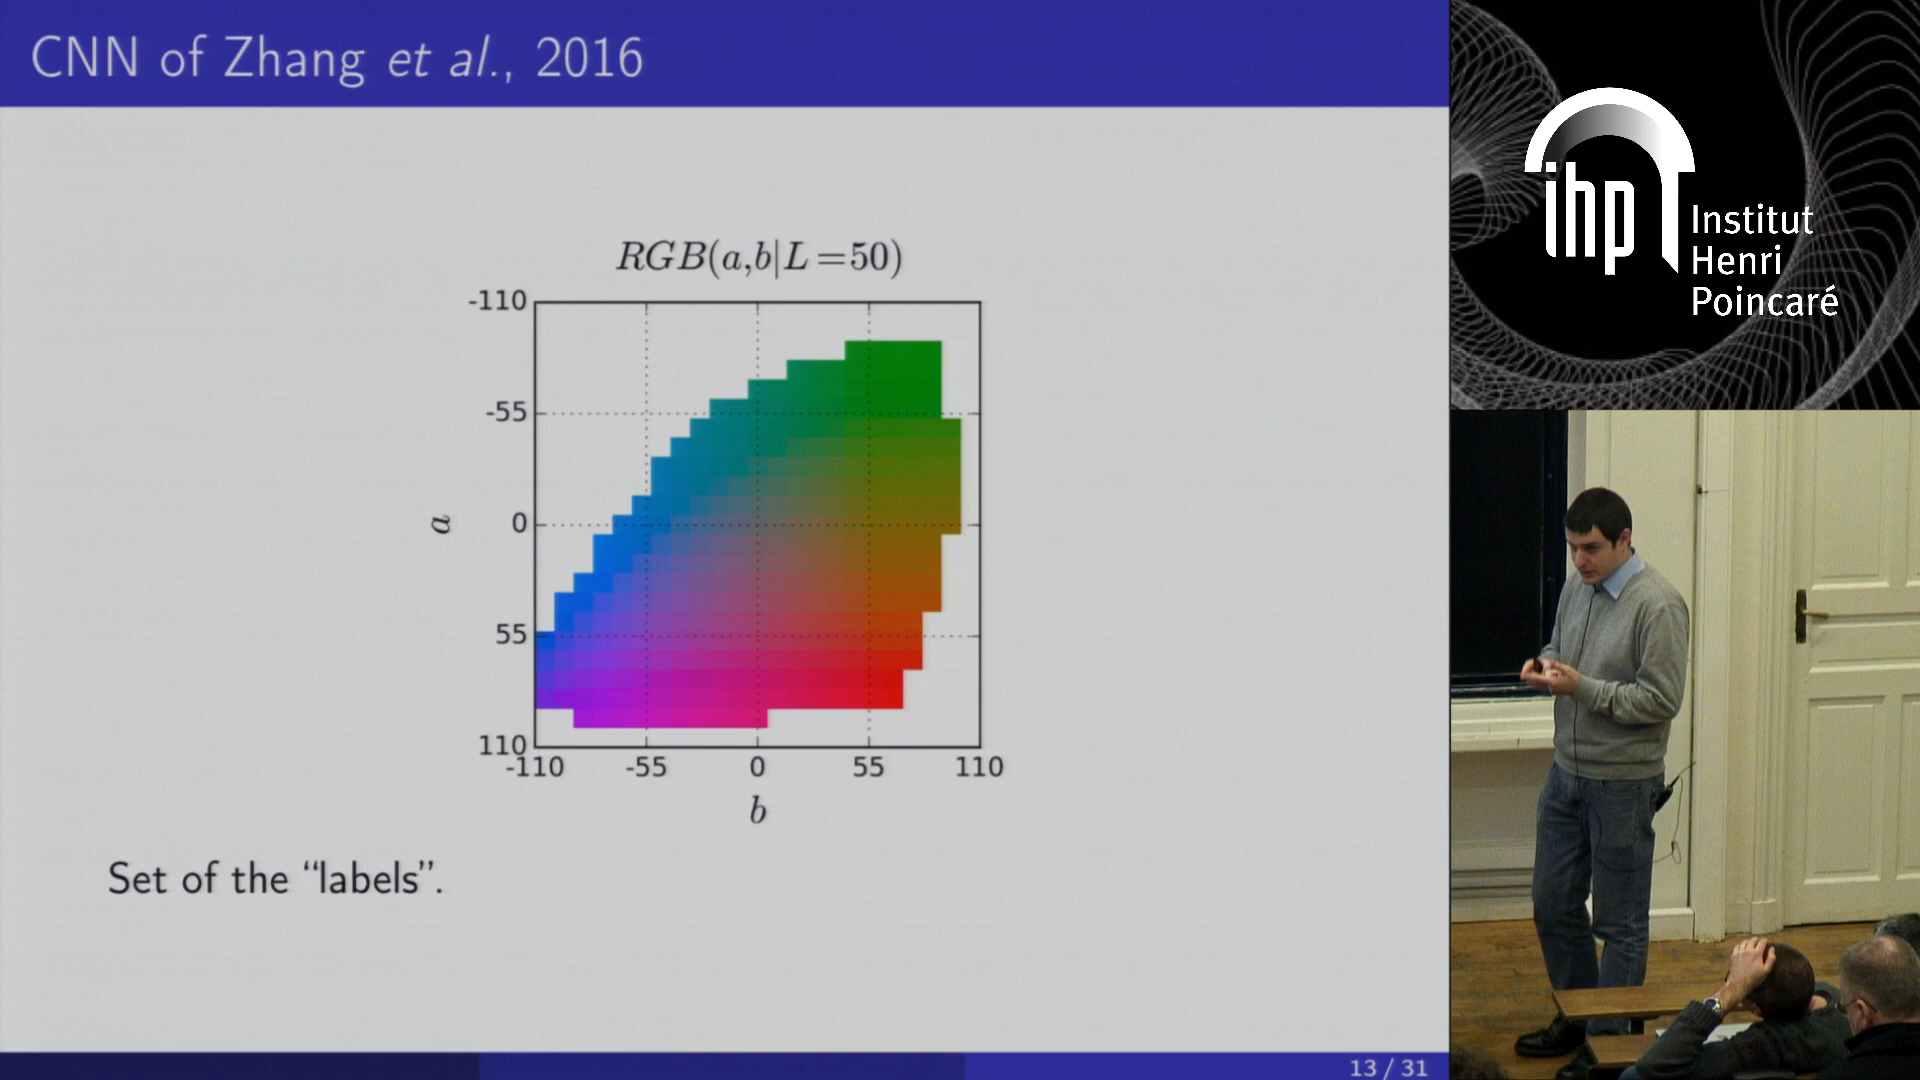 CNN of Zhang et al., 2016
RGB(a,b|L=50)
-110
-55
0
55
110
a
-110 -55 0 55 110
b
Set of the “labels”.
13 / 31
ihp
Institut
Henri
Poincaré